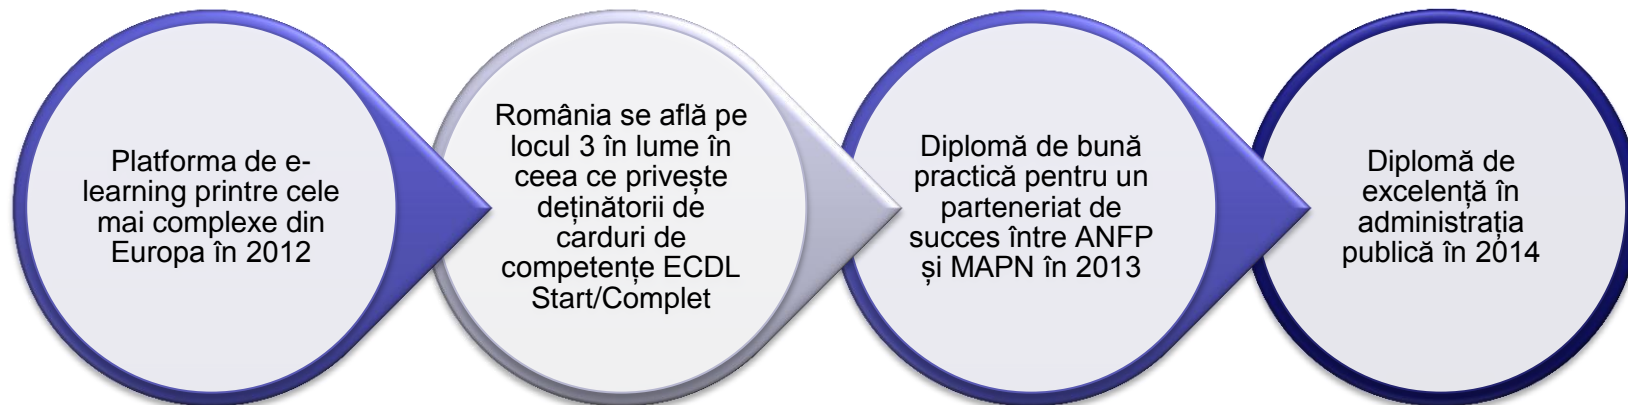 Platforma de e-
learning printre cele
mai complexe din
Europa în 2012
România se află pe
locul 3 în lume în
ceea ce privește
deținătorii de
carduri de
competențe ECDL
Start/Complet
Diplomă de bună
practică pentru un
parteneriat de
succes între ANFP
și MAPN în 2013
Diplomă de
excelență în
administrația
publică în 2014